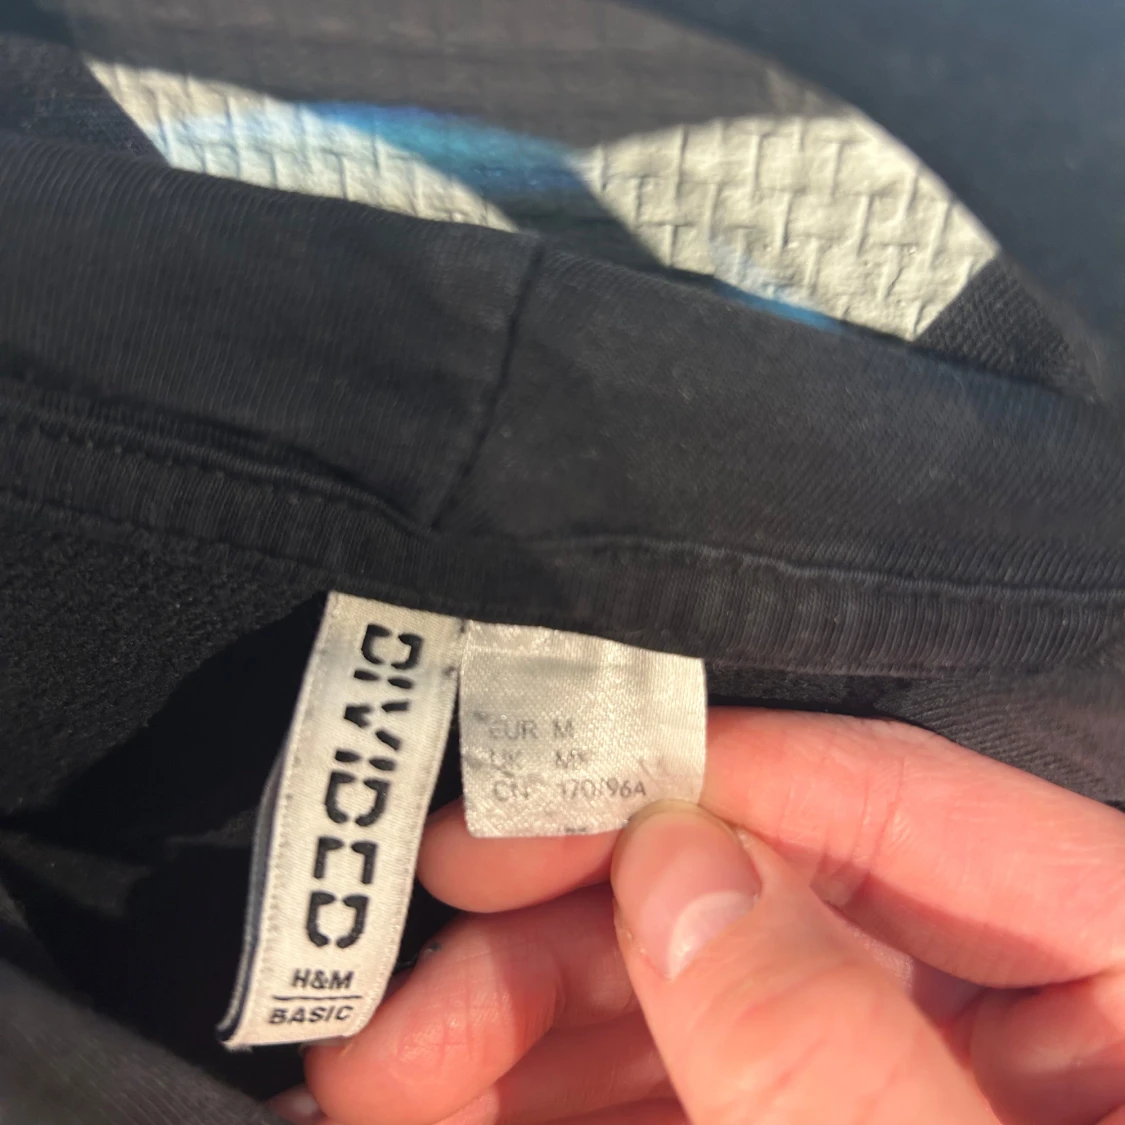 DIVIDED
H&M
BASIC
EUR M
UK M
CN 170/96A